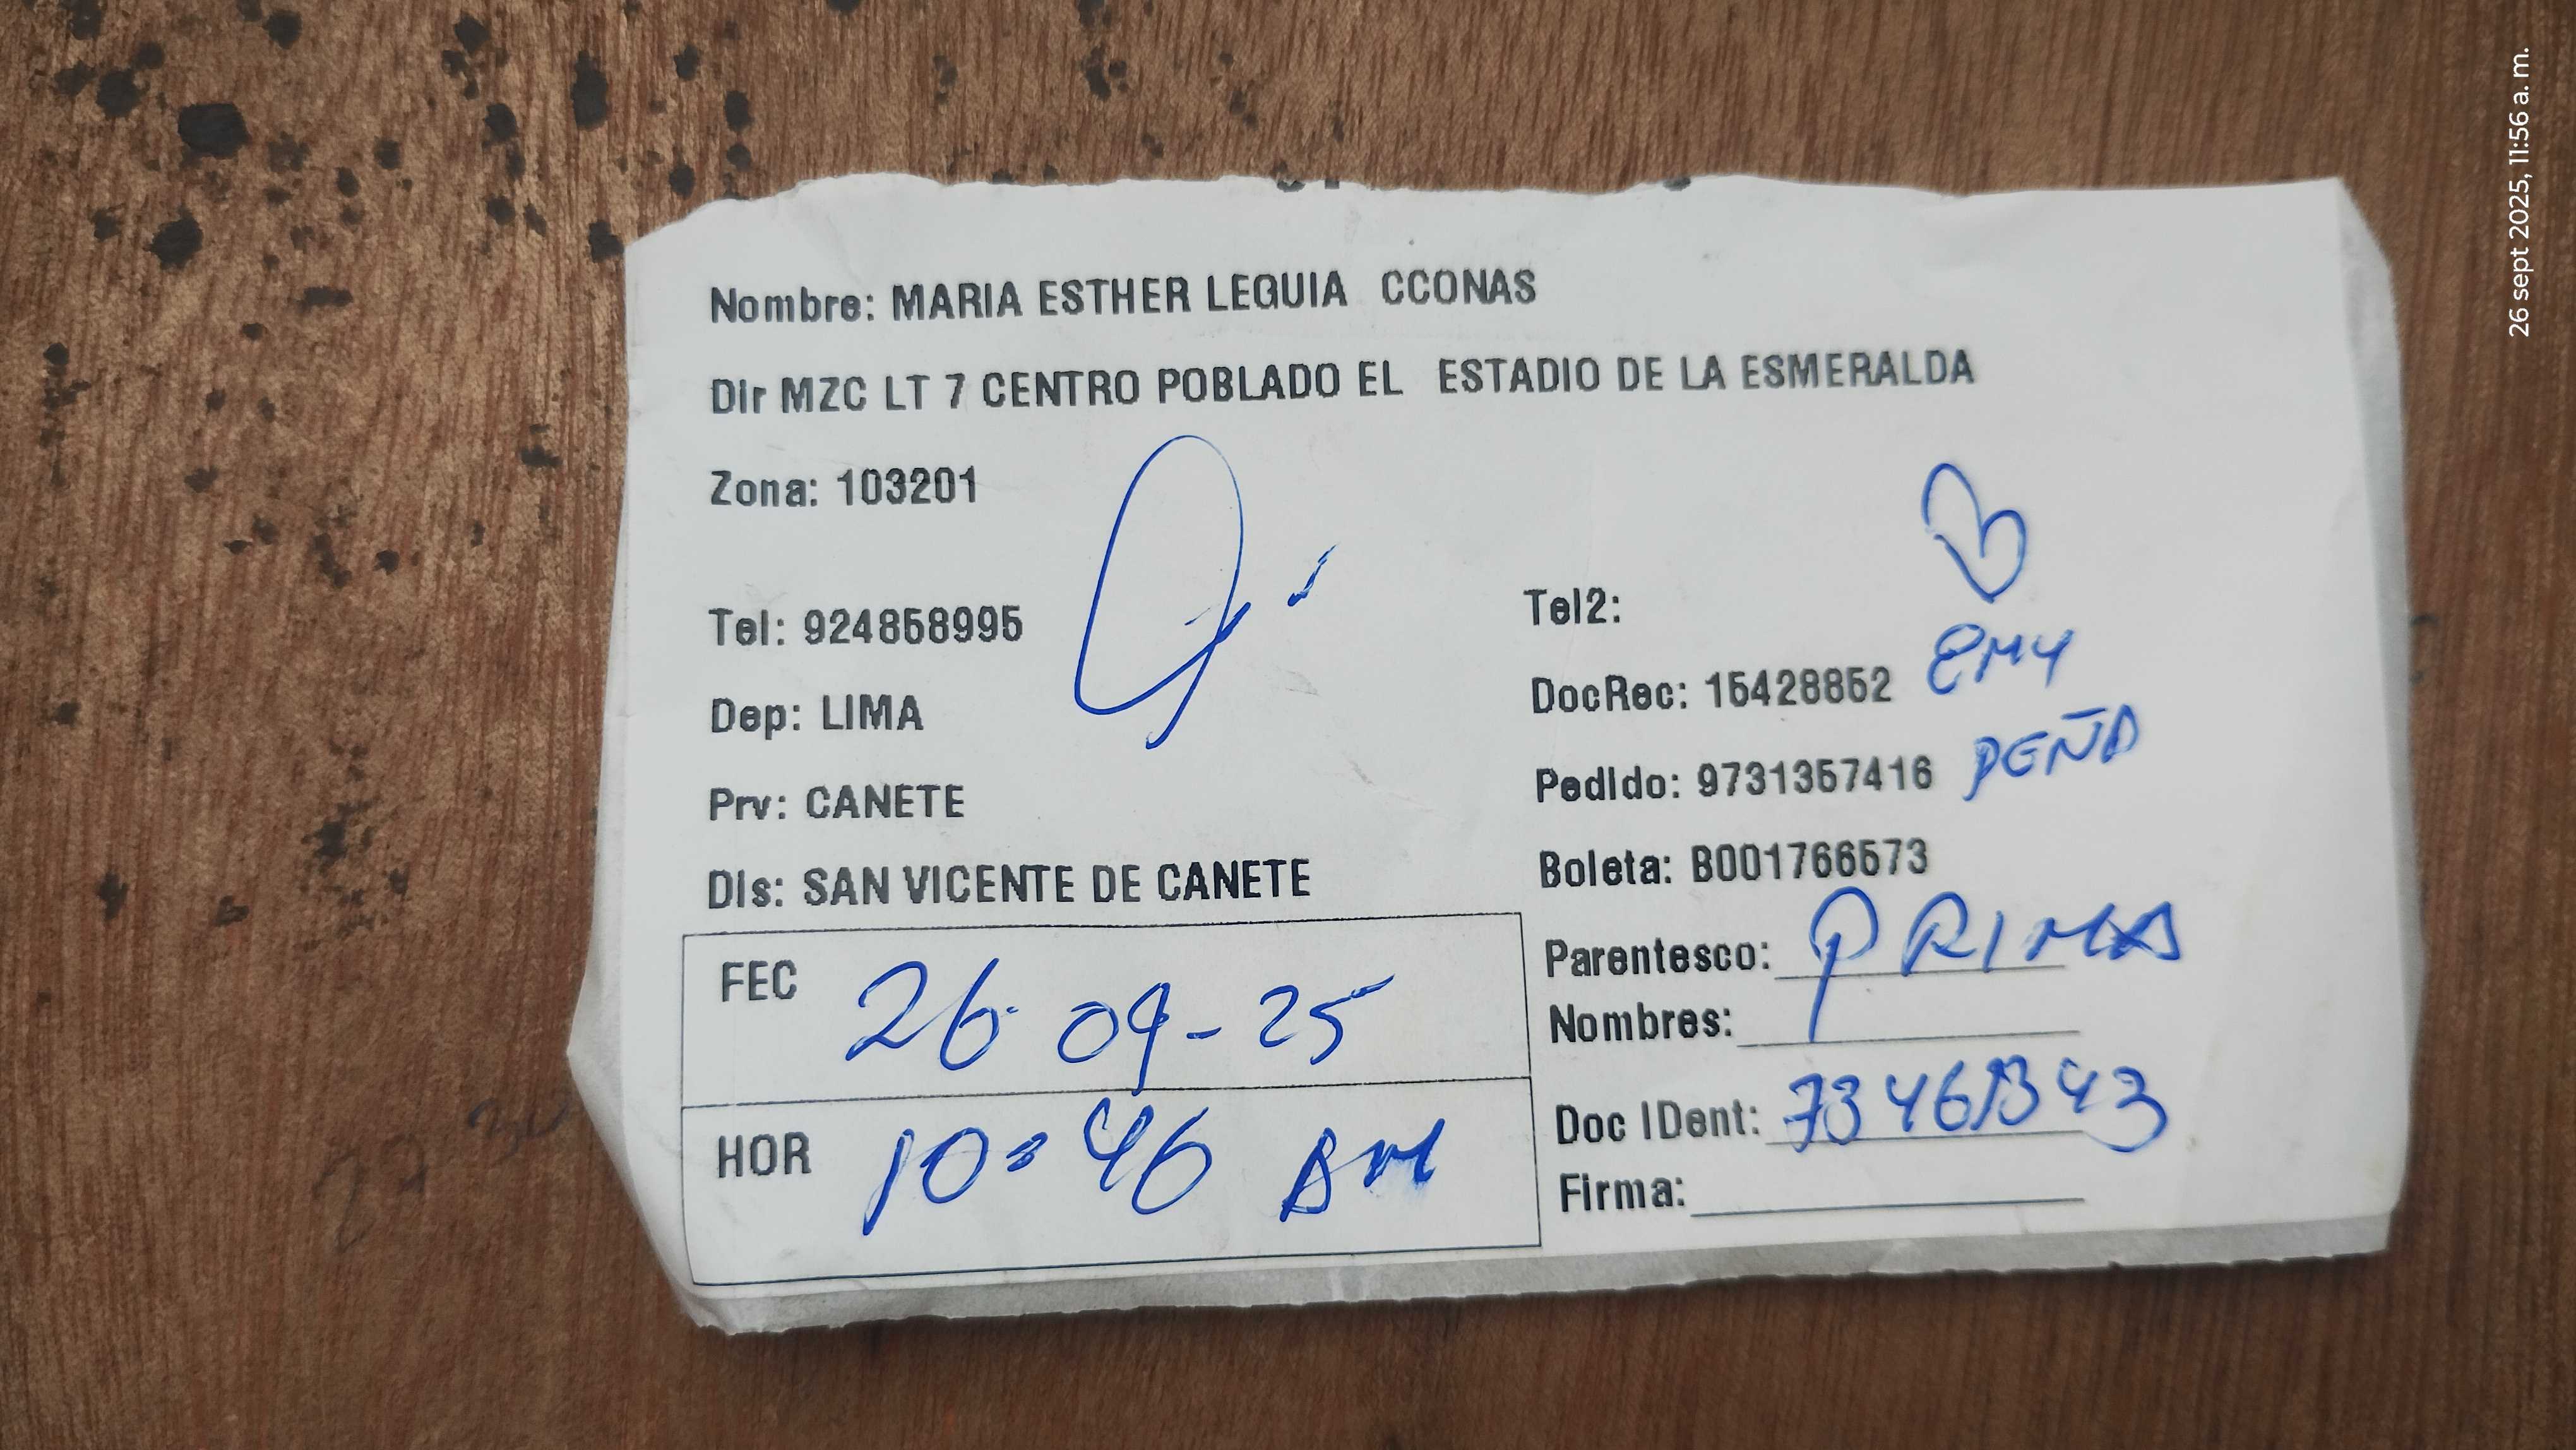 26 sept 2025, 11:56 a. m.
Nombre: MARIA ESTHER LEGUIA CCONAS
Dir MZC LT 7 CENTRO POBLADO EL ESTADIO DE LA ESMERALDA
Zona: 103201
Tel: 924858995
Tel2:
EMY
Dep: LIMA
DocRec: 15428852
PEÑA
Prv: CANETE
Pedido: 9731357416
Dis: SAN VICENTE DE CANETE
Boleta: B001766573
FEC 26-09-25
Parentesco: PRIMA
Nombres:
HOR 10:46 AM
Doc IDent:
Firma: